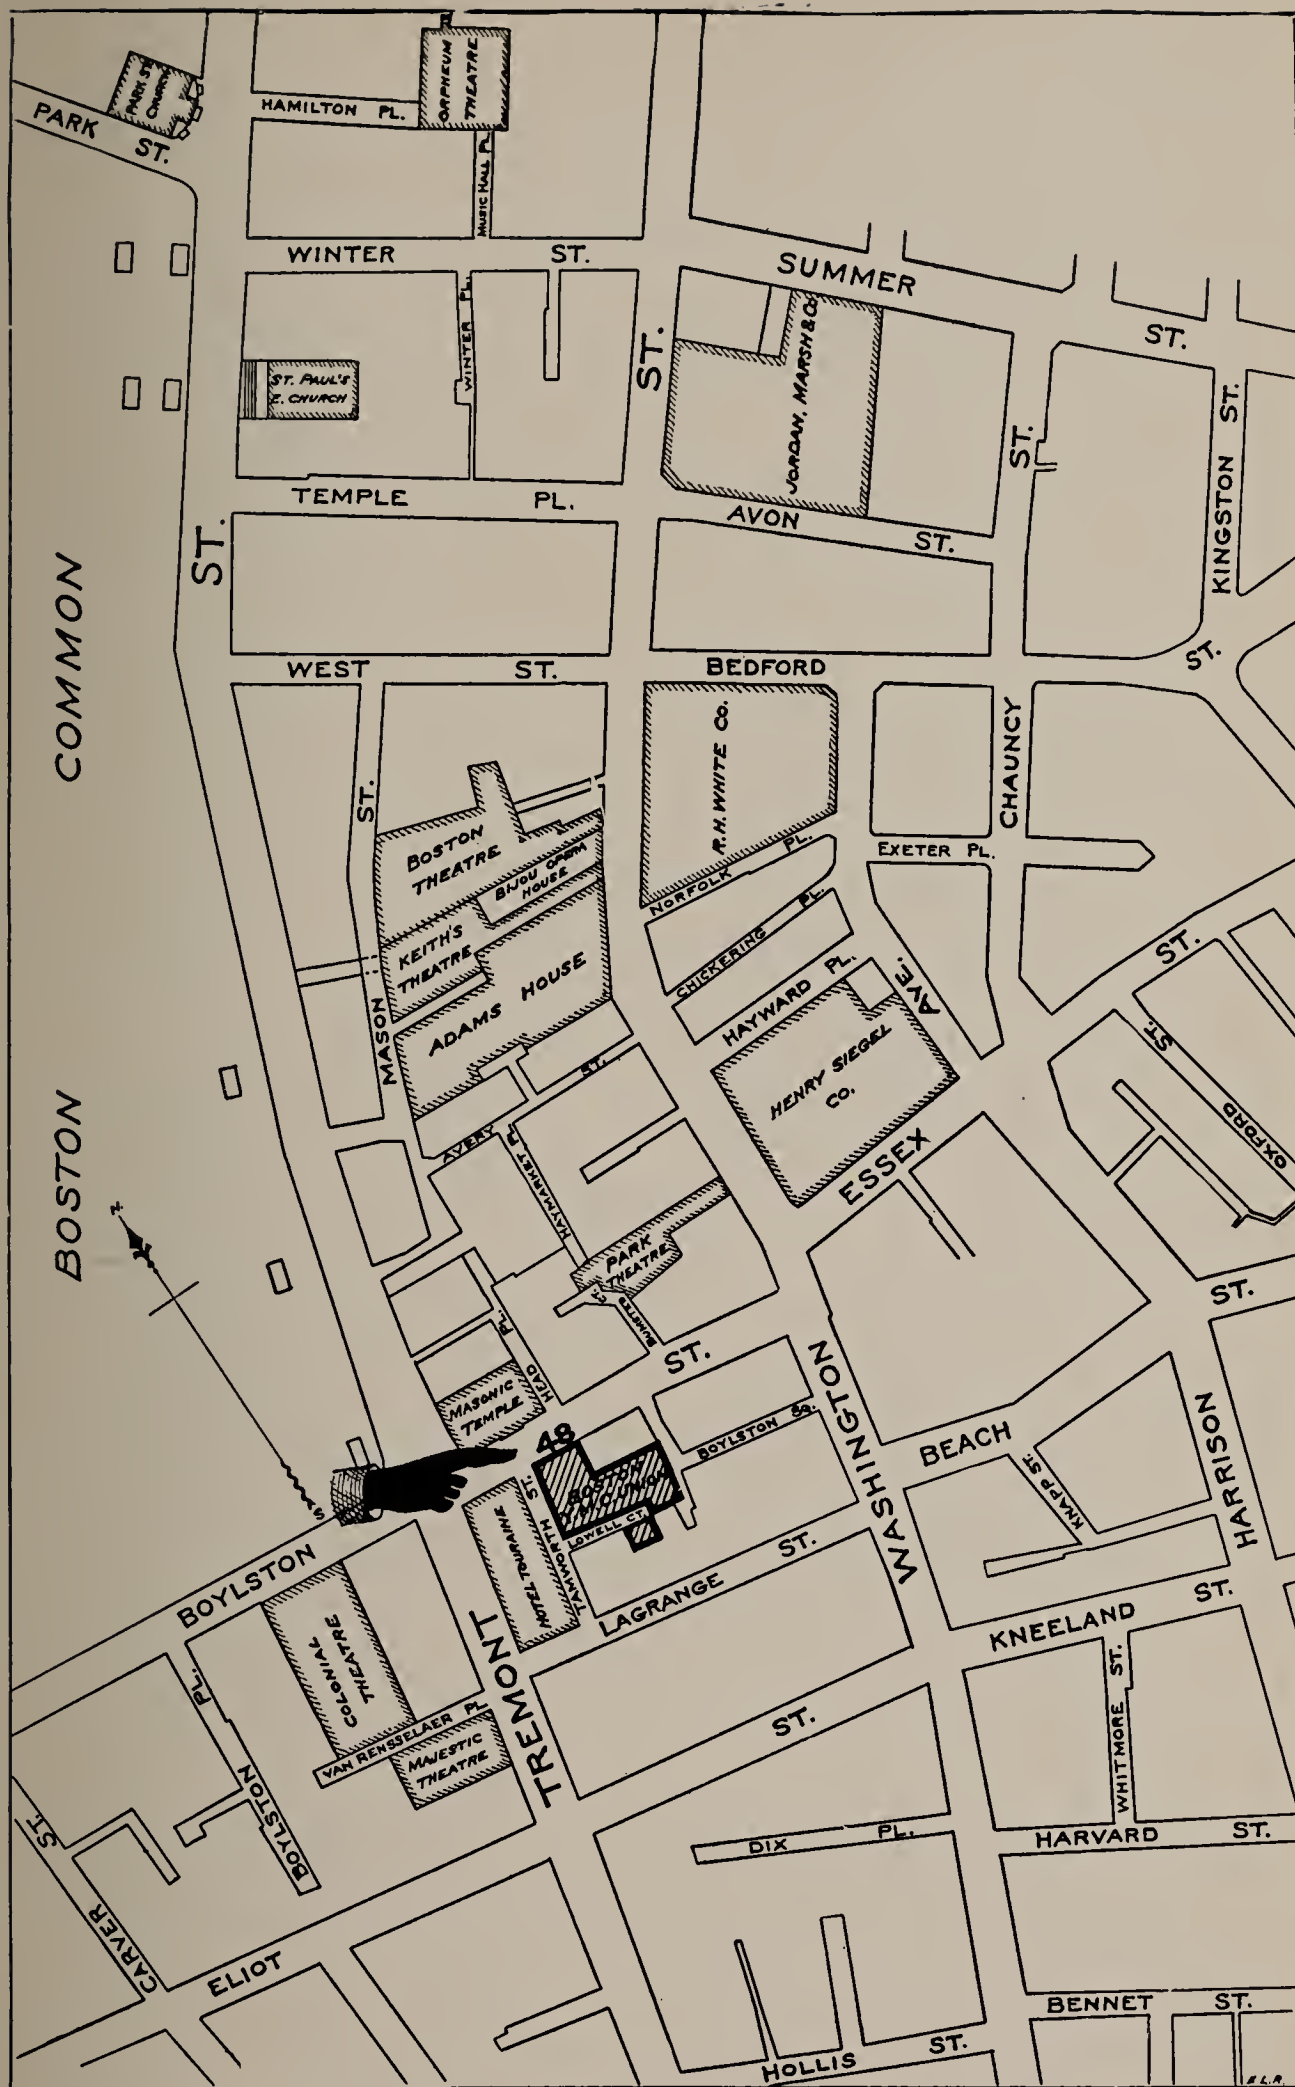 PARK ST.
PARK ST.
CHURCH
HAMILTON PL.
ORPHEUM
THEATRE
MUSIC HALL PL.
WINTER ST.
SUMMER ST.
WINTER PL.
ST. PAUL'S
E. CHURCH
ST.
JORDAN, MARSH & Co.
ST.
KINGSTON ST.
TEMPLE PL.
AVON ST.
ST.
BOSTON COMMON
WEST ST.
BEDFORD ST.
CHAUNCY
ST.
BOSTON
THEATRE
BIJOU OPERA
HOUSE
KEITH'S
THEATRE
ADAMS HOUSE
MASON
R.H. WHITE CO.
NORFOLK PL.
EXETER PL.
CHICKERING PL.
HAYWARD PL.
AVE.
HENRY SIEGEL
CO.
ST.
ST.
OXFORD
AVERY ST.
HAYMARKET P
ESSEX
PARK
THEATRE
BUMSTEAD
CT.
N.
S
ST.
HEAD PL.
MASONIC
TEMPLE
48
BOSTON
Y.M.C. UNION
LOWELL CT.
BOYLSTON SQ.
WASHINGTON
BEACH
ST.
KNAPP ST.
HARRISON
HOTEL TOURAINE
TAMWORTH ST.
LAGRANGE ST.
BOYLSTON
COLONIAL
THEATRE
VAN RENSSELAER PL.
MAJESTIC
THEATRE
TREMONT
KNEELAND ST.
WHITMORE ST.
ST.
BOYLSTON PL.
CARVER ST.
ELIOT
DIX PL.
HARVARD ST.
BENNET ST.
HOLLIS ST.
E.L.R.